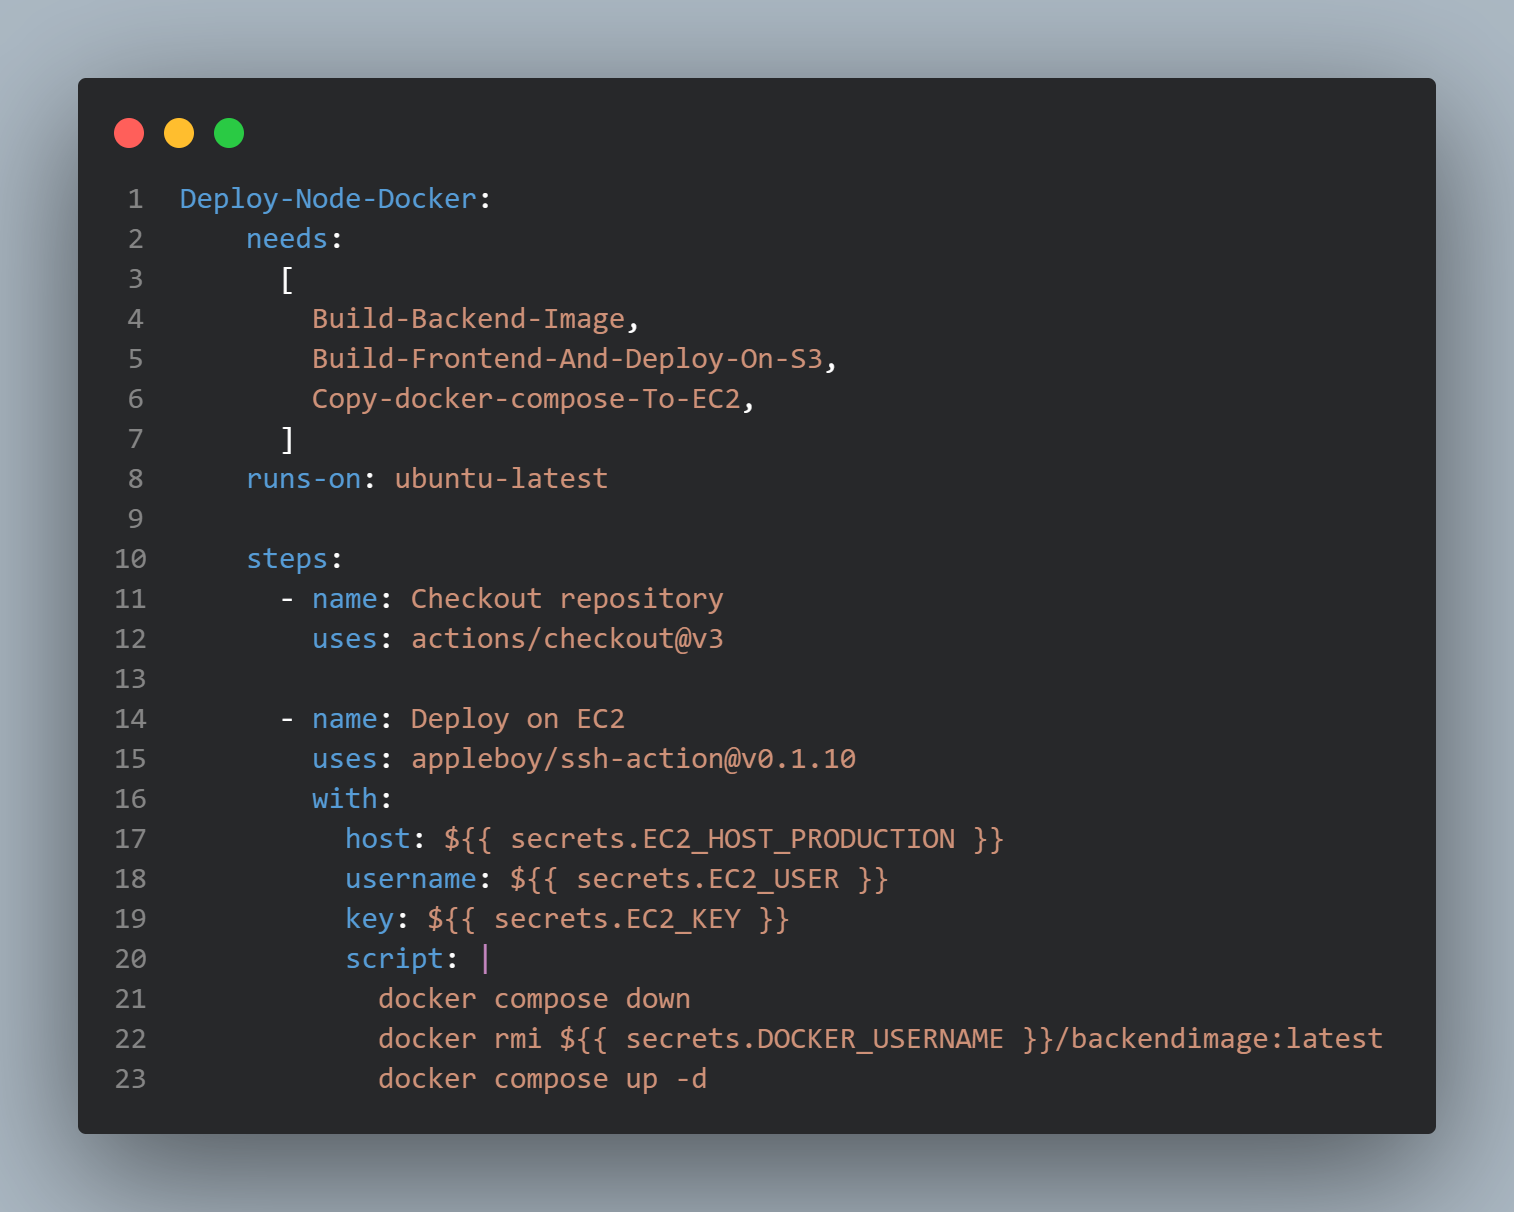 1 Deploy-Node-Docker:
2     needs:
3       [
4         Build-Backend-Image,
5         Build-Frontend-And-Deploy-On-S3,
6         Copy-docker-compose-To-EC2,
7       ]
8     runs-on: ubuntu-latest
9
10     steps:
11       - name: Checkout repository
12         uses: actions/checkout@v3
13
14       - name: Deploy on EC2
15         uses: appleboy/ssh-action@v0.1.10
16         with:
17           host: ${{ secrets.EC2_HOST_PRODUCTION }}
18           username: ${{ secrets.EC2_USER }}
19           key: ${{ secrets.EC2_KEY }}
20           script: |
21             docker compose down
22             docker rmi ${{ secrets.DOCKER_USERNAME }}/backendimage:latest
23             docker compose up -d